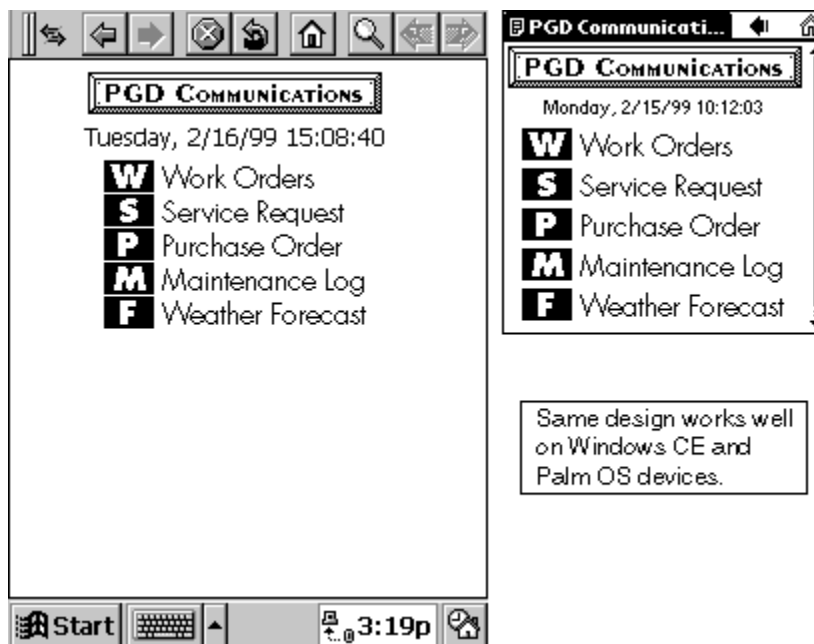 PGD Communications
Tuesday, 2/16/99 15:08:40
W Work Orders
S Service Request
P Purchase Order
M Maintenance Log
F Weather Forecast
Start
3:19p
PGD Communicati...
PGD Communications
Monday, 2/15/99 10:12:03
W Work Orders
S Service Request
P Purchase Order
M Maintenance Log
F Weather Forecast
Same design works well
on Windows CE and
Palm OS devices.